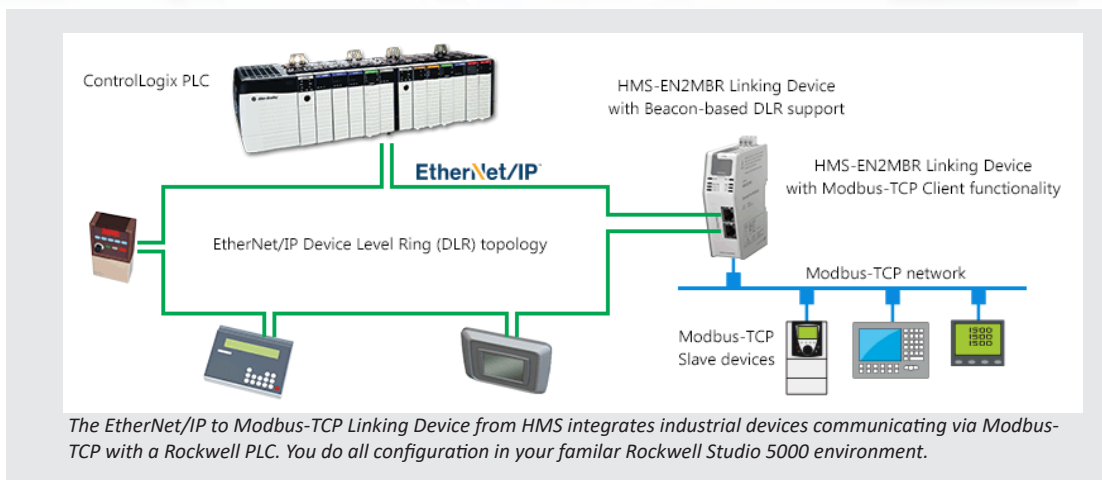 ControlLogix PLC
HMS-EN2MBR Linking Device
with Beacon-based DLR support
EtherNet/IP
HMS-EN2MBR Linking Device
with Modbus-TCP Client functionality
EtherNet/IP Device Level Ring (DLR) topology
Modbus-TCP network
Modbus-TCP
Slave devices
1500
1500
1500
The EtherNet/IP to Modbus-TCP Linking Device from HMS integrates industrial devices communicating via Modbus-
TCP with a Rockwell PLC. You do all configuration in your familar Rockwell Studio 5000 environment.